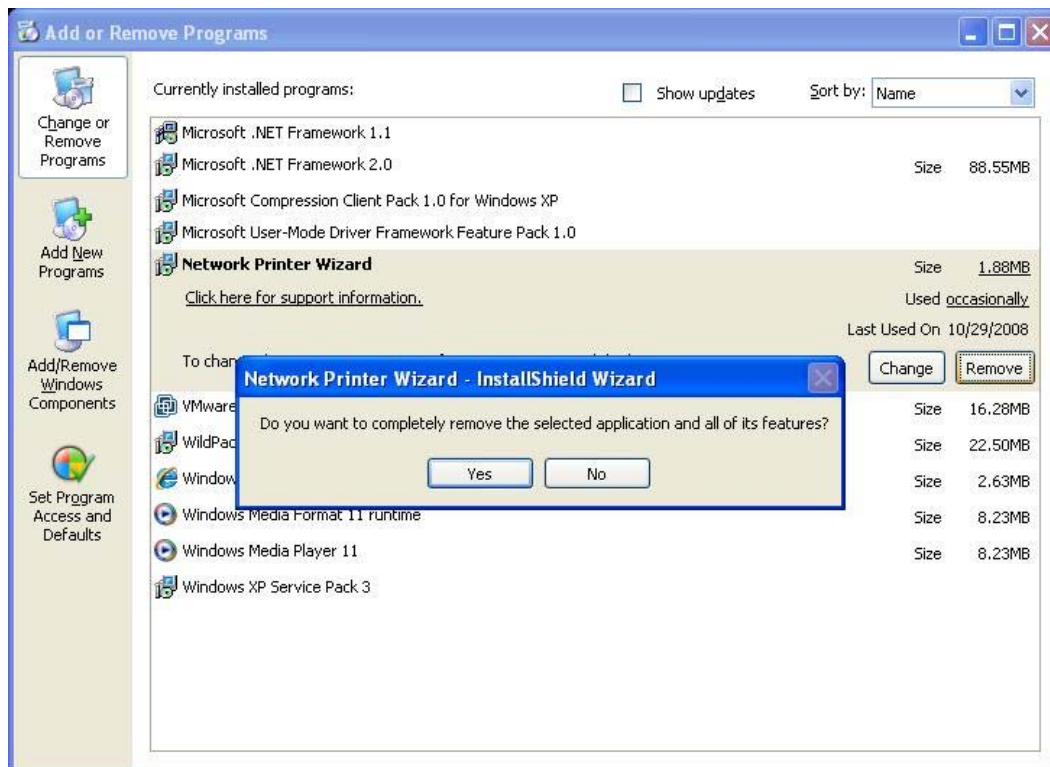 Add or Remove Programs
Change or
Remove
Programs
Add New
Programs
Add/Remove
Windows
Components
Set Program
Access and
Defaults
Currently installed programs:
Show updates
Sort by: Name
Microsoft .NET Framework 1.1
Microsoft .NET Framework 2.0 Size 88.55MB
Microsoft Compression Client Pack 1.0 for Windows XP
Microsoft User-Mode Driver Framework Feature Pack 1.0
Network Printer Wizard Size 1.88MB
Click here for support information. Used occasionally
Last Used On 10/29/2008
To chan Change Remove
Network Printer Wizard - InstallShield Wizard
Do you want to completely remove the selected application and all of its features?
Yes No
VMware Size 16.28MB
WildPac Size 22.50MB
Window Size 2.63MB
Windows Media Format 11 runtime Size 8.23MB
Windows Media Player 11 Size 8.23MB
Windows XP Service Pack 3